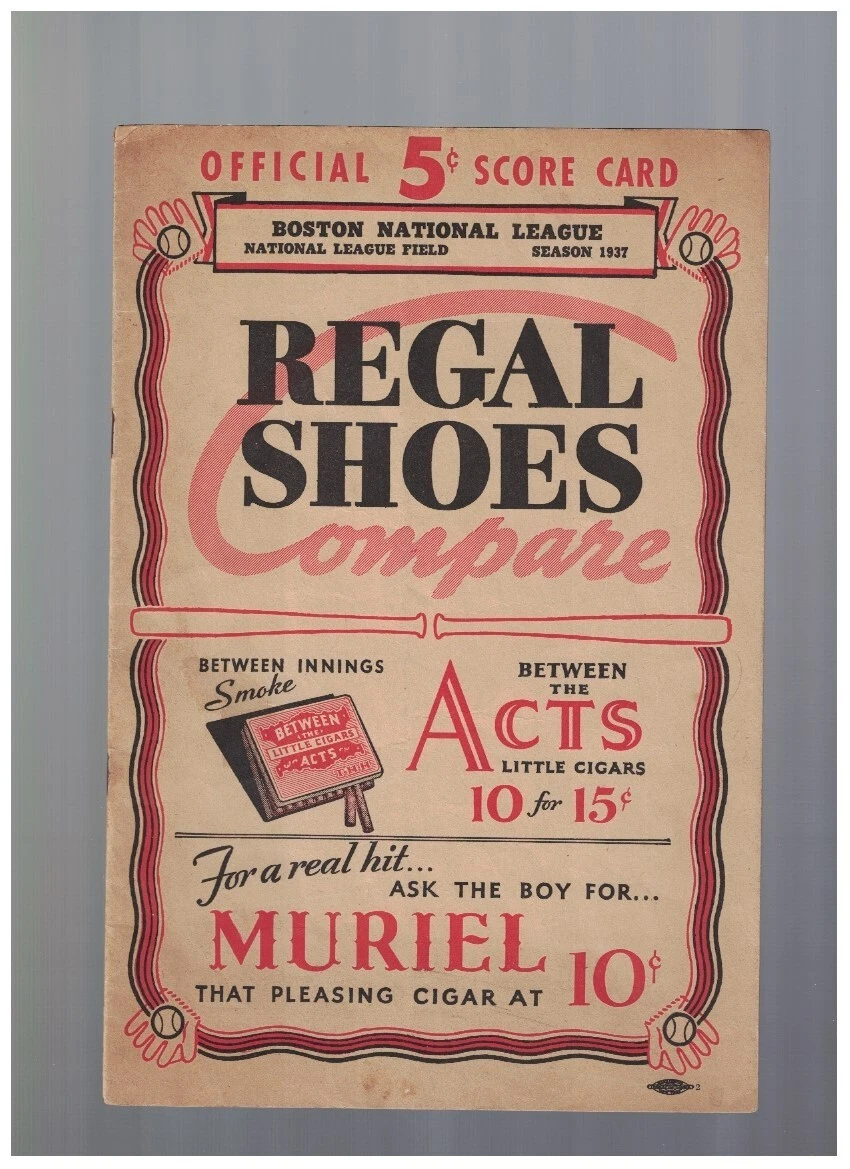 OFFICIAL 5¢ SCORE CARD
BOSTON NATIONAL LEAGUE
NATIONAL LEAGUE FIELD SEASON 1937
REGAL
SHOES
Compare
BETWEEN INNINGS
Smoke
BETWEEN
THE
LITTLE CIGARS
ACTS
BETWEEN
THE
ACTS
LITTLE CIGARS
10 for 15¢
For a real hit...
ASK THE BOY FOR...
MURIEL 10¢
THAT PLEASING CIGAR AT
2